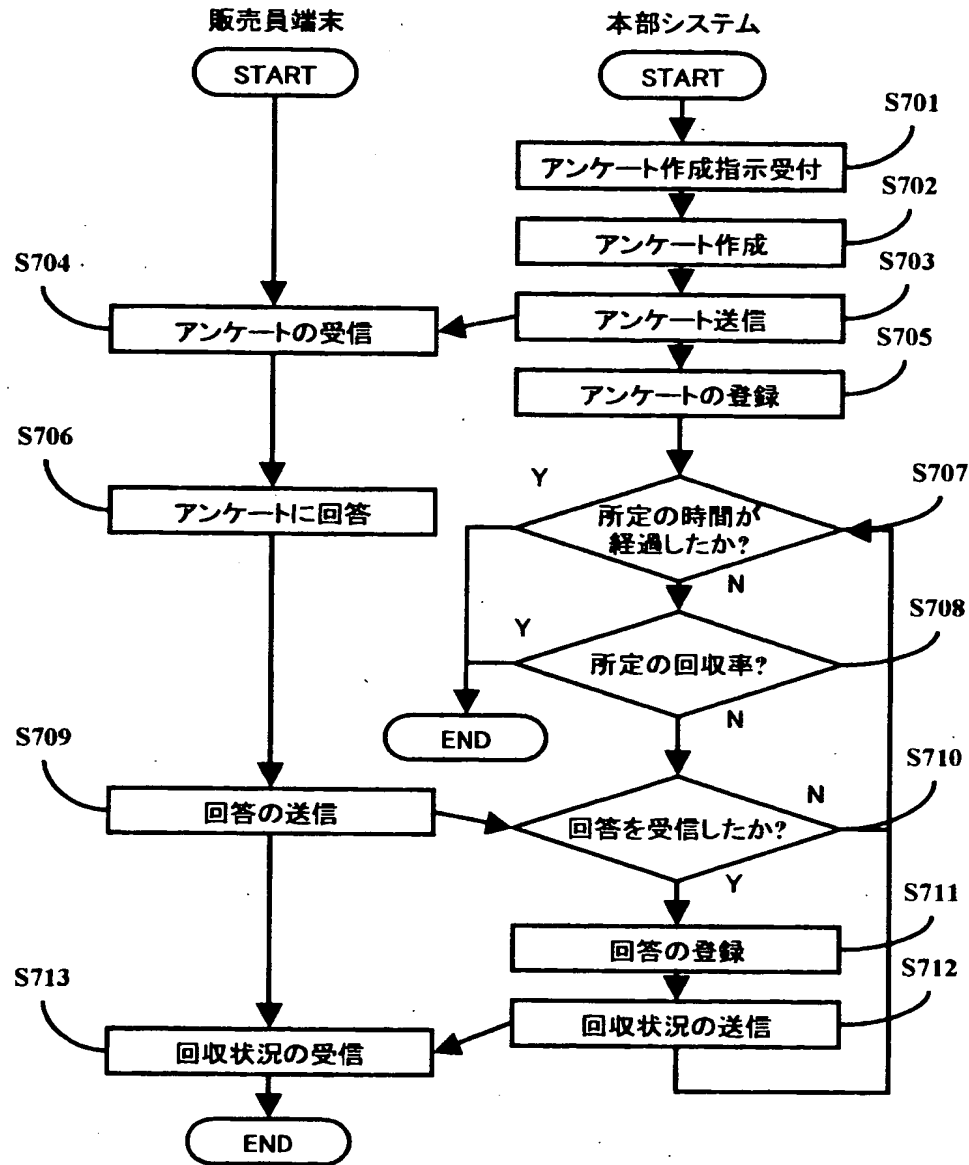 販売員端末
本部システム
START
START
S701
アンケート作成指示受付
S702
アンケート作成
S704
S703
アンケートの受信
アンケート送信
S705
アンケートの登録
S706
アンケートに回答
Y
S707
所定の時間が
経過したか?
N
S708
Y
所定の回収率?
N
END
S709
S710
回答の送信
N
回答を受信したか?
Y
S711
回答の登録
S713
S712
回収状況の送信
回収状況の受信
END